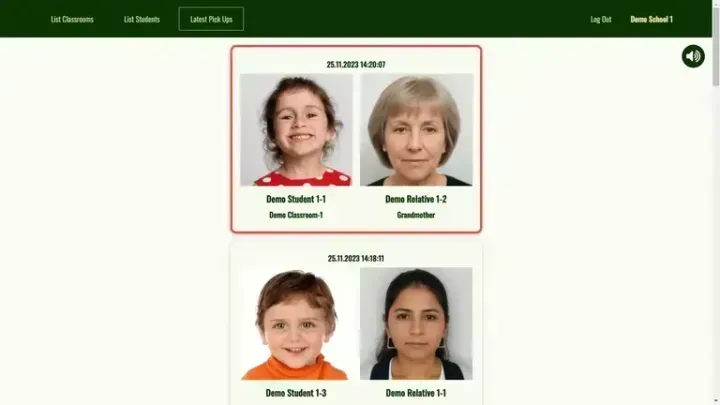 List Classrooms
List Students
Latest Pick Ups
Log Out
Demo School 1
25.11.2023 14:20:07
Demo Student 1-1
Demo Relative 1-2
Demo Classroom-1
Grandmother
25.11.2023 14:18:11
Demo Student 1-3
Demo Relative 1-1